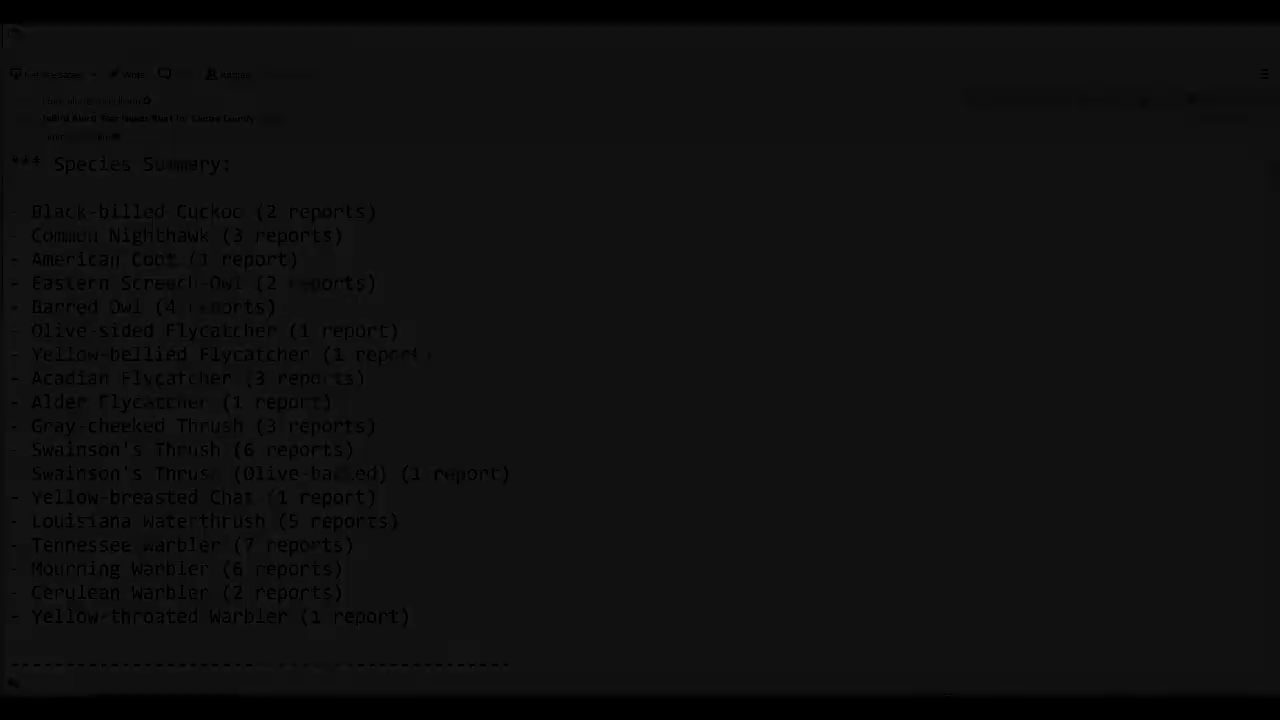 *** Species Summary:
- Black-billed Cuckoo (2 reports)
- Common Nighthawk (3 reports)
- American Coot (1 report)
- Eastern Screech-Owl (2 reports)
- Barred Owl (4 reports)
- Olive-sided Flycatcher (1 report)
- Yellow-bellied Flycatcher (1 report)
- Acadian Flycatcher (3 reports)
- Alder Flycatcher (1 report)
- Gray-cheeked Thrush (3 reports)
- Swainson's Thrush (6 reports)
Swainson's Thrush (Olive-backed) (1 report)
- Yellow-breasted Chat (1 report)
- Louisiana Waterthrush (5 reports)
- Tennessee Warbler (7 reports)
- Mourning Warbler (6 reports)
- Cerulean Warbler (2 reports)
- Yellow-throated Warbler (1 report)